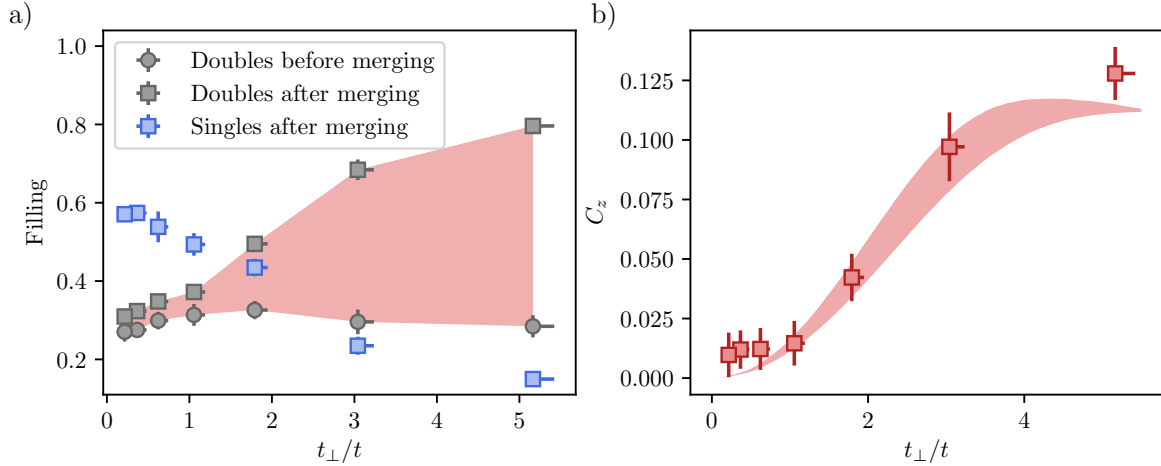 a)
1.0
0.8
0.6
0.4
0.2
Filling
Doubles before merging
Doubles after merging
Singles after merging
0 1 2 3 4 5
t⊥/t
b)
0.125
0.100
0.075
0.050
0.025
0.000
C_z
0 2 4
t⊥/t